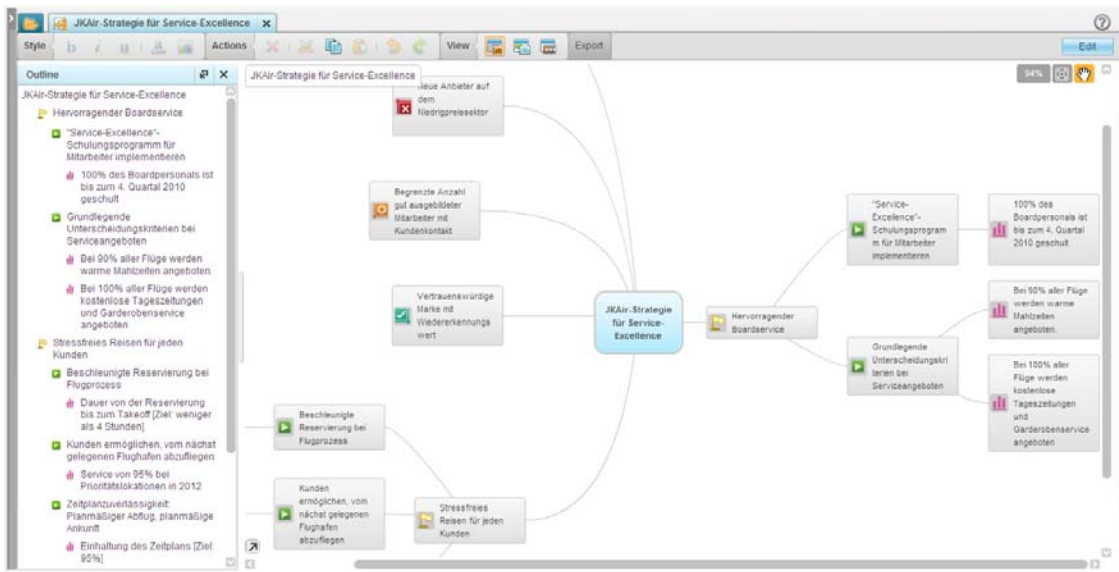 JKAir-Strategie für Service-Excellence
Style
b
i
u
Actions
View
Export
Edit
Outline
JKAir-Strategie für Service-Excellence
Hervorragender Boardservice
"Service-Excellence"-
Schulungsprogramm für
Mitarbeiter implementieren
100% des Boardpersonals ist
bis zum 4. Quartal 2010
geschult
Grundlegende
Unterscheidungskriterien bei
Serviceangeboten
Bei 90% aller Flüge werden
warme Mahlzeiten angeboten.
Bei 100% aller Flüge werden
kostenlose Tageszeitungen
und Garderobenservice
angeboten
Stressfreies Reisen für jeden
Kunden
Beschleunigte Reservierung bei
Flugprozess
Dauer von der Reservierung
bis zum Takeoff [Ziel: weniger
als 4 Stunden]
Kunden ermöglichen, vom nächst
gelegenen Flughafen abzufliegen
Service von 95% bei
Prioritätslokationen in 2012
Zeitplanzuverlässigkeit:
Planmäßiger Abflug, planmäßige
Ankunft
Einhaltung des Zeitplans [Ziel:
95%]
JKAir-Strategie für Service-Excellence
94%
Neue Anbieter auf
dem
Niedrigpreissektor
Begrenzte Anzahl
gut ausgebildeter
Mitarbeiter mit
Kundenkontakt
Vertrauenswürdige
Marke mit
Wiedererkennungs
wert
Beschleunigte
Reservierung bei
Flugprozess
Kunden
ermöglichen, vom
nächst gelegenen
Flughafen
abzufliegen
Stressfreies
Reisen für jeden
Kunden
JKAir-Strategie
für Service-
Excellence
Hervorragender
Boardservice
"Service-
Excellence"-
Schulungsprogram
m für Mitarbeiter
implementieren
100% des
Boardpersonals ist
bis zum 4. Quartal
2010 geschult
Grundlegende
Unterscheidungskri
terien bei
Serviceangeboten
Bei 90% aller Flüge
werden warme
Mahlzeiten
angeboten.
Bei 100% aller
Flüge werden
kostenlose
Tageszeitungen
und
Garderobenservice
angeboten